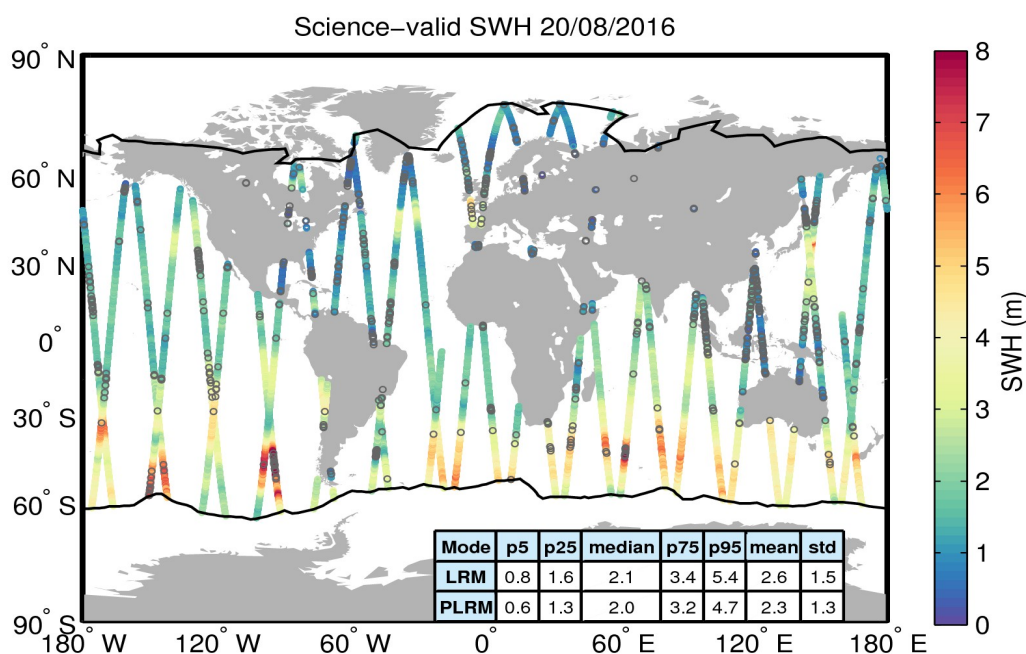 Science−valid SWH 20/08/2016
90° N
60° N
30° N
0°
30° S
60° S
90° S
180° W
120° W
60° W
0°
60° E
120° E
180° E
Mode p5 p25 median p75 p95 mean std
LRM 0.8 1.6 2.1 3.4 5.4 2.6 1.5
PLRM 0.6 1.3 2.0 3.2 4.7 2.3 1.3
8
7
6
5
4
3
2
1
0
SWH (m)